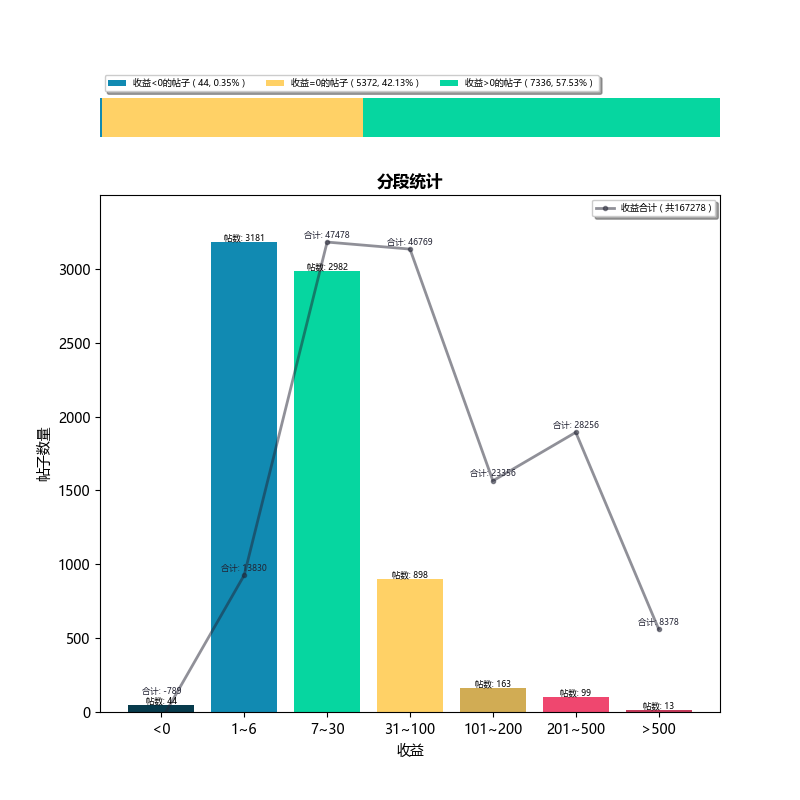 收益<0的帖子 ( 44, 0.35% )
收益=0的帖子 ( 5372, 42.13% )
收益>0的帖子 ( 7336, 57.53% )
分段统计
收益合计 ( 共167278 )
帖子数量
3000
2500
2000
1500
1000
500
0
合计: -789
帖数: 44
帖数: 3181
合计: 13830
合计: 47478
帖数: 2982
合计: 46769
帖数: 898
合计: 23356
帖数: 163
合计: 28256
帖数: 99
合计: 8378
帖数: 13
<0
1~6
7~30
31~100
101~200
201~500
>500
收益